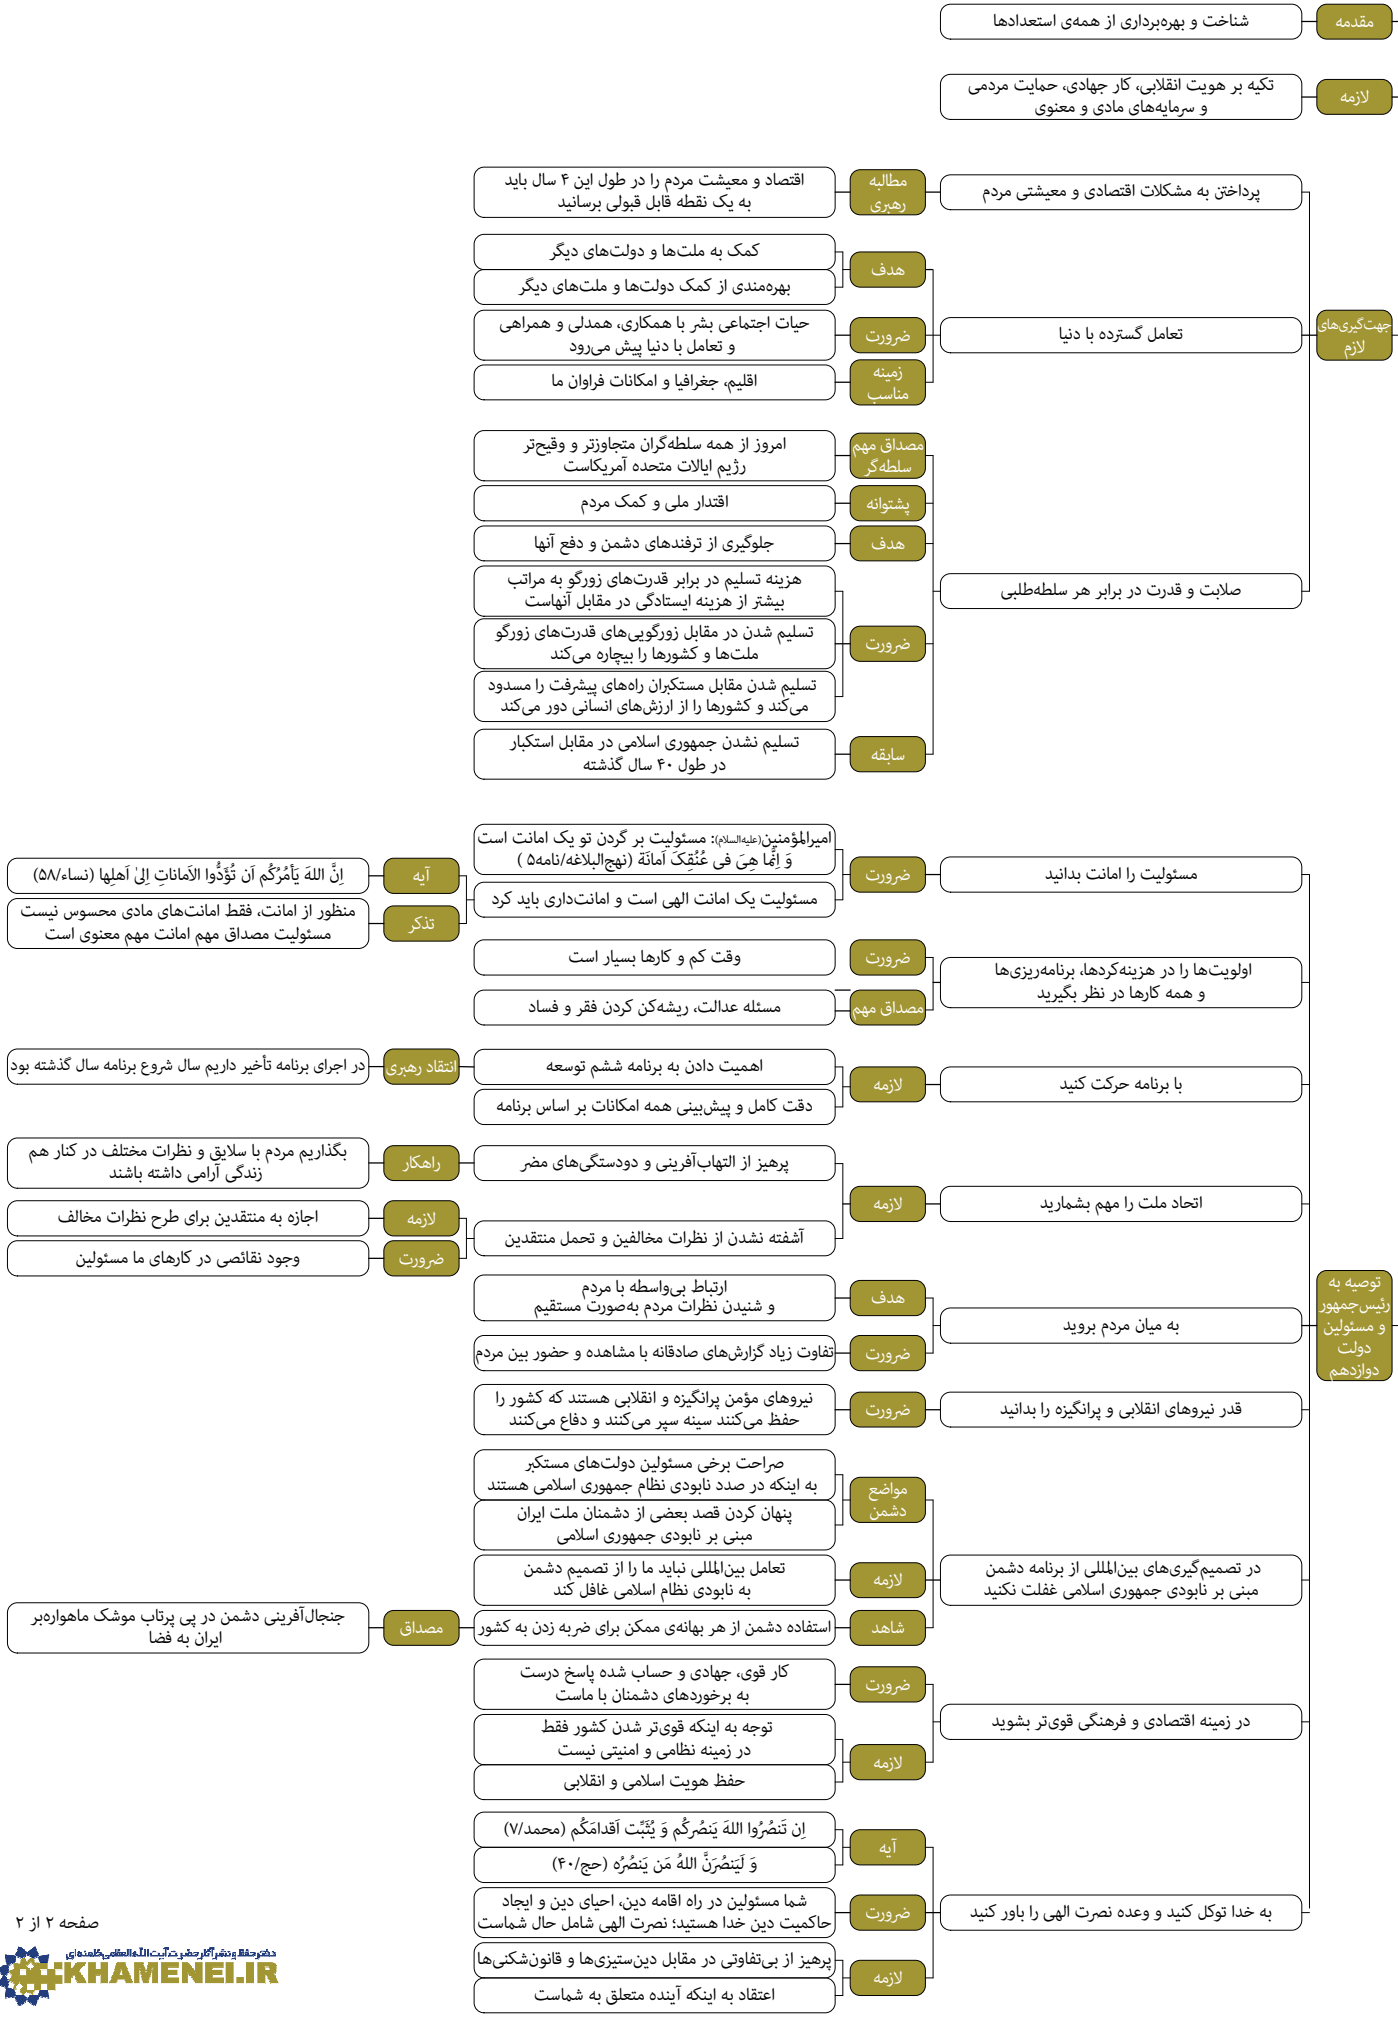 مقدمه
شناخت و بهره‌برداری از همه‌ی استعدادها
لازمه
تکیه بر هویت انقلابی، کار جهادی، حمایت مردمی
و سرمایه‌های مادی و معنوی
جهت‌گیری‌های
لازم
پرداختن به مشکلات اقتصادی و معیشتی مردم
مطالبه
رهبری
اقتصاد و معیشت مردم را در طول این ۴ سال باید
به یک نقطه قابل قبولی برسانید
تعامل گسترده با دنیا
هدف
کمک به ملت‌ها و دولت‌های دیگر
بهره‌مندی از کمک دولت‌ها و ملت‌های دیگر
ضرورت
حیات اجتماعی بشر با همکاری، همدلی و همراهی
و تعامل با دنیا پیش می‌رود
زمینه
مناسب
اقلیم، جغرافیا و امکانات فراوان ما
صلابت و قدرت در برابر هر سلطه‌طلبی
مصداق مهم
سلطه‌گر
امروز از همه سلطه‌گران متجاوزتر و وقیح‌تر
رژیم ایالات متحده آمریکاست
پشتوانه
اقتدار ملی و کمک مردم
هدف
جلوگیری از ترفندهای دشمن و دفع آنها
ضرورت
هزینه تسلیم در برابر قدرت‌های زورگو به مراتب
بیشتر از هزینه ایستادگی در مقابل آنهاست
تسلیم شدن در مقابل زورگویی‌های قدرت‌های زورگو
ملت‌ها و کشورها را بیچاره می‌کند
تسلیم شدن مقابل مستکبران راه‌های پیشرفت را مسدود
می‌کند و کشورها را از ارزش‌های انسانی دور می‌کند
سابقه
تسلیم نشدن جمهوری اسلامی در مقابل استکبار
در طول ۴۰ سال گذشته
توصیه به
رئیس‌جمهور
و مسئولین
دولت
دوازدهم
مسئولیت را امانت بدانید
ضرورت
امیرالمؤمنین(علیه‌السلام): مسئولیت بر گردن تو یک امانت است
وَ اِنَّما هِیَ فی عُنُقِکَ اَمانَة (نهج‌البلاغه/نامه۵ )
مسئولیت یک امانت الهی است و امانت‌داری باید کرد
آیه
اِنَّ اللهَ یَأمُرُکُم اَن تُؤَدُّوا الاَماناتِ اِلیٰ اَهلِها (نساء/۵۸)
تذکر
منظور از امانت، فقط امانت‌های مادی محسوس نیست
مسئولیت مصداق مهم امانت مهم معنوی است
اولویت‌ها را در هزینه‌کردها، برنامه‌ریزی‌ها
و همه کارها در نظر بگیرید
ضرورت
وقت کم و کارها بسیار است
مصداق مهم
مسئله عدالت، ریشه‌کن کردن فقر و فساد
با برنامه حرکت کنید
لازمه
اهمیت دادن به برنامه ششم توسعه
انتقاد رهبری
در اجرای برنامه تأخیر داریم سال شروع برنامه سال گذشته بود
دقت کامل و پیش‌بینی همه امکانات بر اساس برنامه
اتحاد ملت را مهم بشمارید
لازمه
پرهیز از التهاب‌آفرینی و دودستگی‌های مضر
راهکار
بگذاریم مردم با سلایق و نظرات مختلف در کنار هم
زندگی آرامی داشته باشند
آشفته نشدن از نظرات مخالفین و تحمل منتقدین
لازمه
اجازه به منتقدین برای طرح نظرات مخالف
ضرورت
وجود نقائصی در کارهای ما مسئولین
به میان مردم بروید
هدف
ارتباط بی‌واسطه با مردم
و شنیدن نظرات مردم به‌صورت مستقیم
ضرورت
تفاوت زیاد گزارش‌های صادقانه با مشاهده و حضور بین مردم
قدر نیروهای انقلابی و پرانگیزه را بدانید
ضرورت
نیروهای مؤمن پرانگیزه و انقلابی هستند که کشور را
حفظ می‌کنند سینه سپر می‌کنند و دفاع می‌کنند
در تصمیم‌گیری‌های بین‌المللی از برنامه دشمن
مبنی بر نابودی جمهوری اسلامی غفلت نکنید
مواضع
دشمن
صراحت برخی مسئولین دولت‌های مستکبر
به اینکه در صدد نابودی نظام جمهوری اسلامی هستند
پنهان کردن قصد بعضی از دشمنان ملت ایران
مبنی بر نابودی جمهوری اسلامی
لازمه
تعامل بین‌المللی نباید ما را از تصمیم دشمن
به نابودی نظام اسلامی غافل کند
شاهد
استفاده دشمن از هر بهانه‌ی ممکن برای ضربه زدن به کشور
مصداق
جنجال‌آفرینی دشمن در پی پرتاب موشک ماهواره‌بر
ایران به فضا
در زمینه اقتصادی و فرهنگی قوی‌تر بشوید
ضرورت
کار قوی، جهادی و حساب شده پاسخ درست
به برخوردهای دشمنان با ماست
لازمه
توجه به اینکه قوی‌تر شدن کشور فقط
در زمینه نظامی و امنیتی نیست
حفظ هویت اسلامی و انقلابی
به خدا توکل کنید و وعده نصرت الهی را باور کنید
آیه
اِن تَنصُرُوا اللهَ یَنصُرکُم وَ یُثَبِّت اَقدامَکُم (محمد/۷)
وَ لَیَنصُرَنَّ اللهُ مَن یَنصُرُه (حج/۴۰)
ضرورت
شما مسئولین در راه اقامه دین، احیای دین و ایجاد
حاکمیت دین خدا هستید؛ نصرت الهی شامل حال شماست
لازمه
پرهیز از بی‌تفاوتی در مقابل دین‌ستیزی‌ها و قانون‌شکنی‌ها
اعتقاد به اینکه آینده متعلق به شماست
صفحه ۲ از ۲
دفتر حفظ و نشر آثار حضرت آیت‌الله‌العظمی خامنه‌ای
KHAMENEI.IR